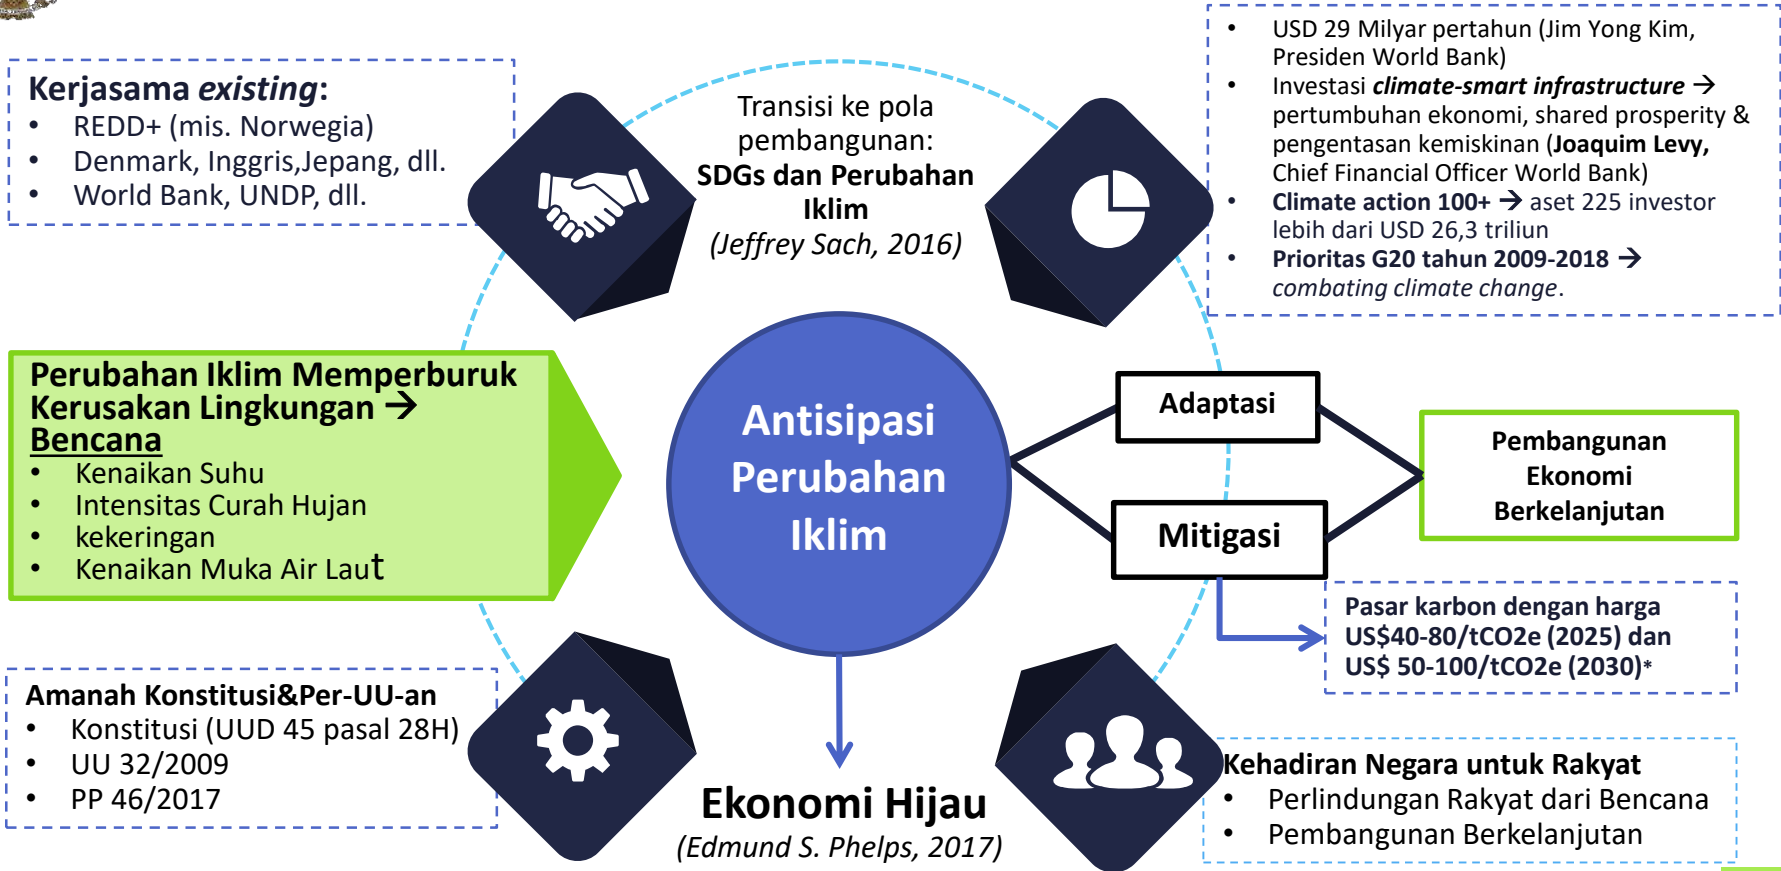 Kerjasama existing:
• REDD+ (mis. Norwegia)
• Denmark, Inggris,Jepang, dll.
• World Bank, UNDP, dll.
Transisi ke pola
pembangunan:
SDGs dan Perubahan
Iklim
(Jeffrey Sach, 2016)
• USD 29 Milyar pertahun (Jim Yong Kim,
Presiden World Bank)
• Investasi climate-smart infrastructure →
pertumbuhan ekonomi, shared prosperity &
pengentasan kemiskinan (Joaquim Levy,
Chief Financial Officer World Bank)
• Climate action 100+ → aset 225 investor
lebih dari USD 26,3 triliun
• Prioritas G20 tahun 2009-2018 →
combating climate change.
Perubahan Iklim Memperburuk
Kerusakan Lingkungan →
Bencana
• Kenaikan Suhu
• Intensitas Curah Hujan
• kekeringan
• Kenaikan Muka Air Laut
Antisipasi
Perubahan
Iklim
Adaptasi
Mitigasi
Pembangunan
Ekonomi
Berkelanjutan
Pasar karbon dengan harga
US$40-80/tCO2e (2025) dan
US$ 50-100/tCO2e (2030)*
Amanah Konstitusi&Per-UU-an
• Konstitusi (UUD 45 pasal 28H)
• UU 32/2009
• PP 46/2017
Ekonomi Hijau
(Edmund S. Phelps, 2017)
Kehadiran Negara untuk Rakyat
• Perlindungan Rakyat dari Bencana
• Pembangunan Berkelanjutan